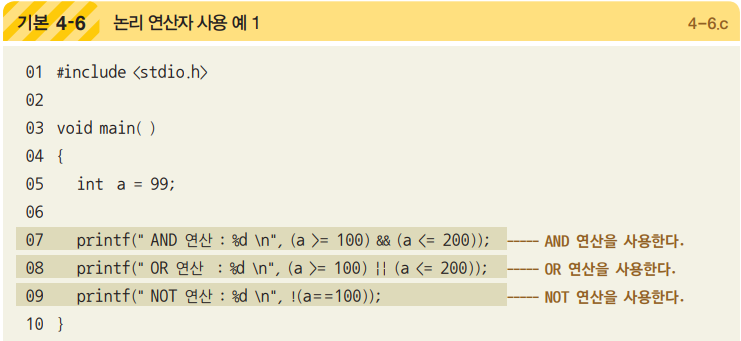 기본 4-6 논리 연산자 사용 예 1 4-6.c
01 #include <stdio.h>
02
03 void main( )
04 {
05 int a = 99;
06
07 printf(" AND 연산 : %d \n", (a >= 100) && (a <= 200)); ----- AND 연산을 사용한다.
08 printf(" OR 연산 : %d \n", (a >= 100) || (a <= 200)); ----- OR 연산을 사용한다.
09 printf(" NOT 연산 : %d \n", !(a==100)); ----- NOT 연산을 사용한다.
10 }